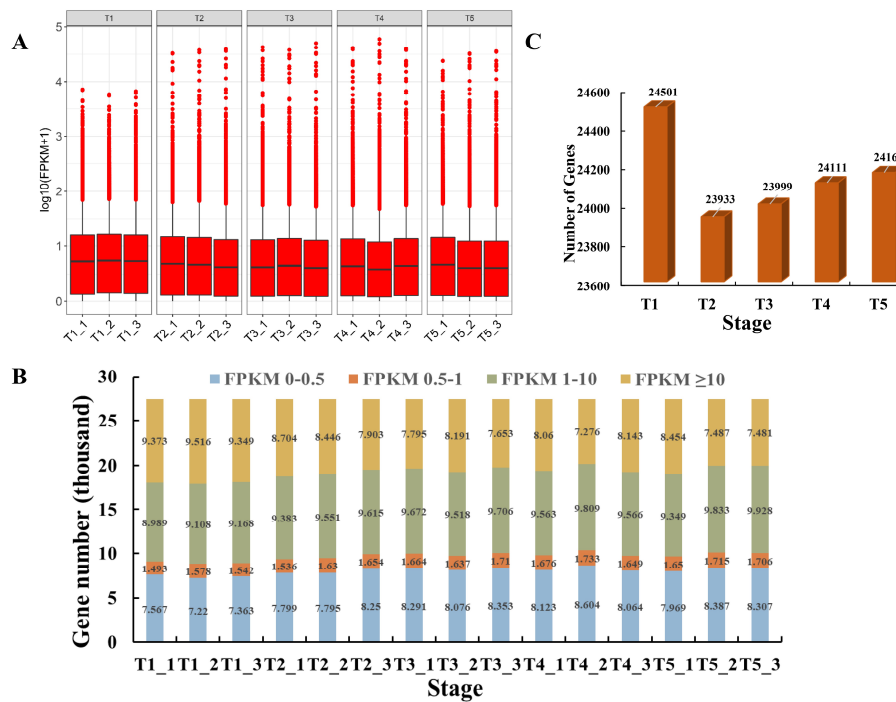 A
T1 T2 T3 T4 T5
log10(FPKM+1)
5
4
3
2
1
0
T1_1 T1_2 T1_3 T2_1 T2_2 T2_3 T3_1 T3_2 T3_3 T4_1 T4_2 T4_3 T5_1 T5_2 T5_3
C
Number of Genes
24600
24400
24200
24000
23800
23600
24501 23933 23999 24111 2416
T1 T2 T3 T4 T5
Stage
B
FPKM 0-0.5 FPKM 0.5-1 FPKM 1-10 FPKM ≥10
Gene number (thousand)
30
25
20
15
10
5
0
9.373 9.516 9.349 8.704 8.446 7.903 7.795 8.191 7.653 8.06 7.276 8.143 8.454 7.487 7.481
8.989 9.108 9.168 9.383 9.551 9.615 9.672 9.518 9.706 9.563 9.809 9.566 9.349 9.833 9.928
1.493 1.578 1.542 1.536 1.63 1.654 1.664 1.637 1.71 1.676 1.733 1.649 1.65 1.715 1.706
7.567 7.22 7.363 7.799 7.795 8.25 8.291 8.076 8.353 8.123 8.604 8.064 7.969 8.387 8.307
T1_1 T1_2 T1_3 T2_1 T2_2 T2_3 T3_1 T3_2 T3_3 T4_1 T4_2 T4_3 T5_1 T5_2 T5_3
Stage